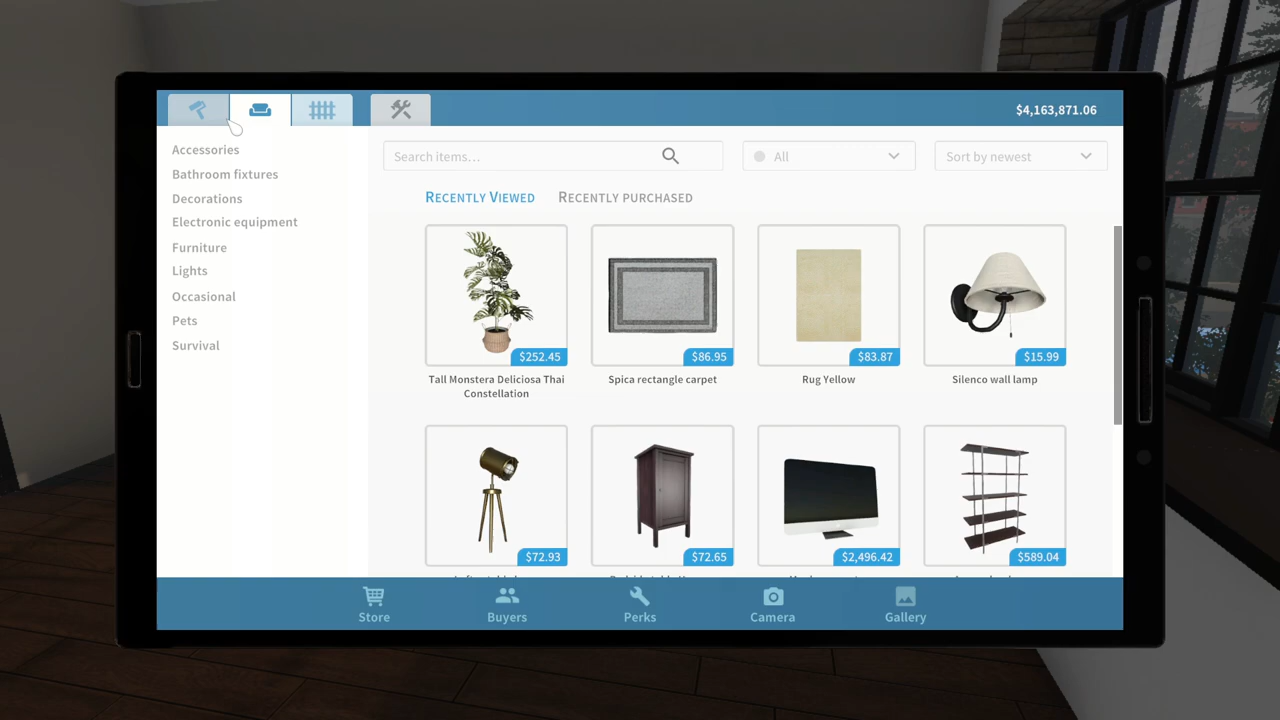 $4,163,871.06
Accessories
Bathroom fixtures
Decorations
Electronic equipment
Furniture
Lights
Occasional
Pets
Survival
Search items...
All
Sort by newest
RECENTLY VIEWED
RECENTLY PURCHASED
$252.45
$86.95
$83.87
$15.99
Tall Monstera Deliciosa Thai
Constellation
Spica rectangle carpet
Rug Yellow
Silenco wall lamp
$72.93
$72.65
$2,496.42
$589.04
Store
Buyers
Perks
Camera
Gallery